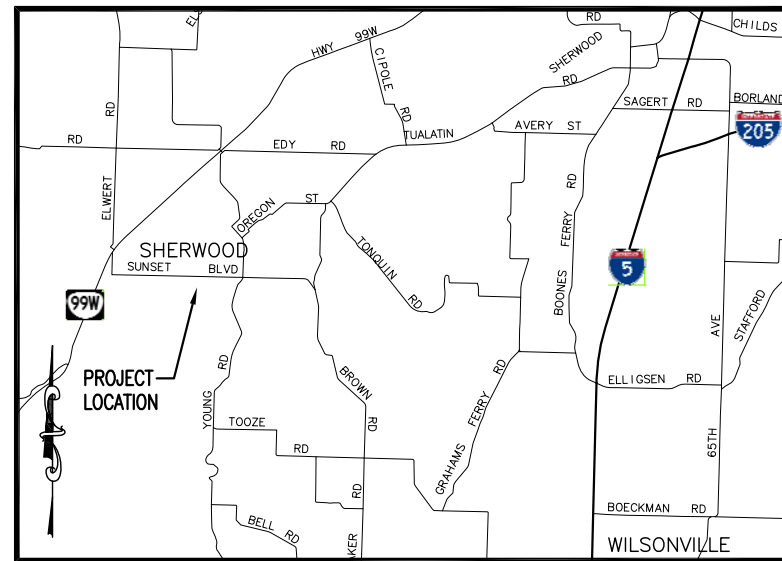 RD
CHILDS
HWY 99W
CIPOLE RD
SHERWOOD RD
TUALATIN
SAGERT RD
BORLAND
205
AVERY ST
RD
EDY RD
ELWERT RD
OREGON ST
SHERWOOD
SUNSET BLVD
TONQUIN RD
BOONES FERRY RD
5
99W
PROJECT
LOCATION
AVE
STAFFORD
ELLIGSEN RD
YOUNG RD
BROWN RD
TOOZE RD
GRAHAMS FERRY RD
65TH
BELL RD
RD
AKER
BOECKMAN RD
WILSONVILLE